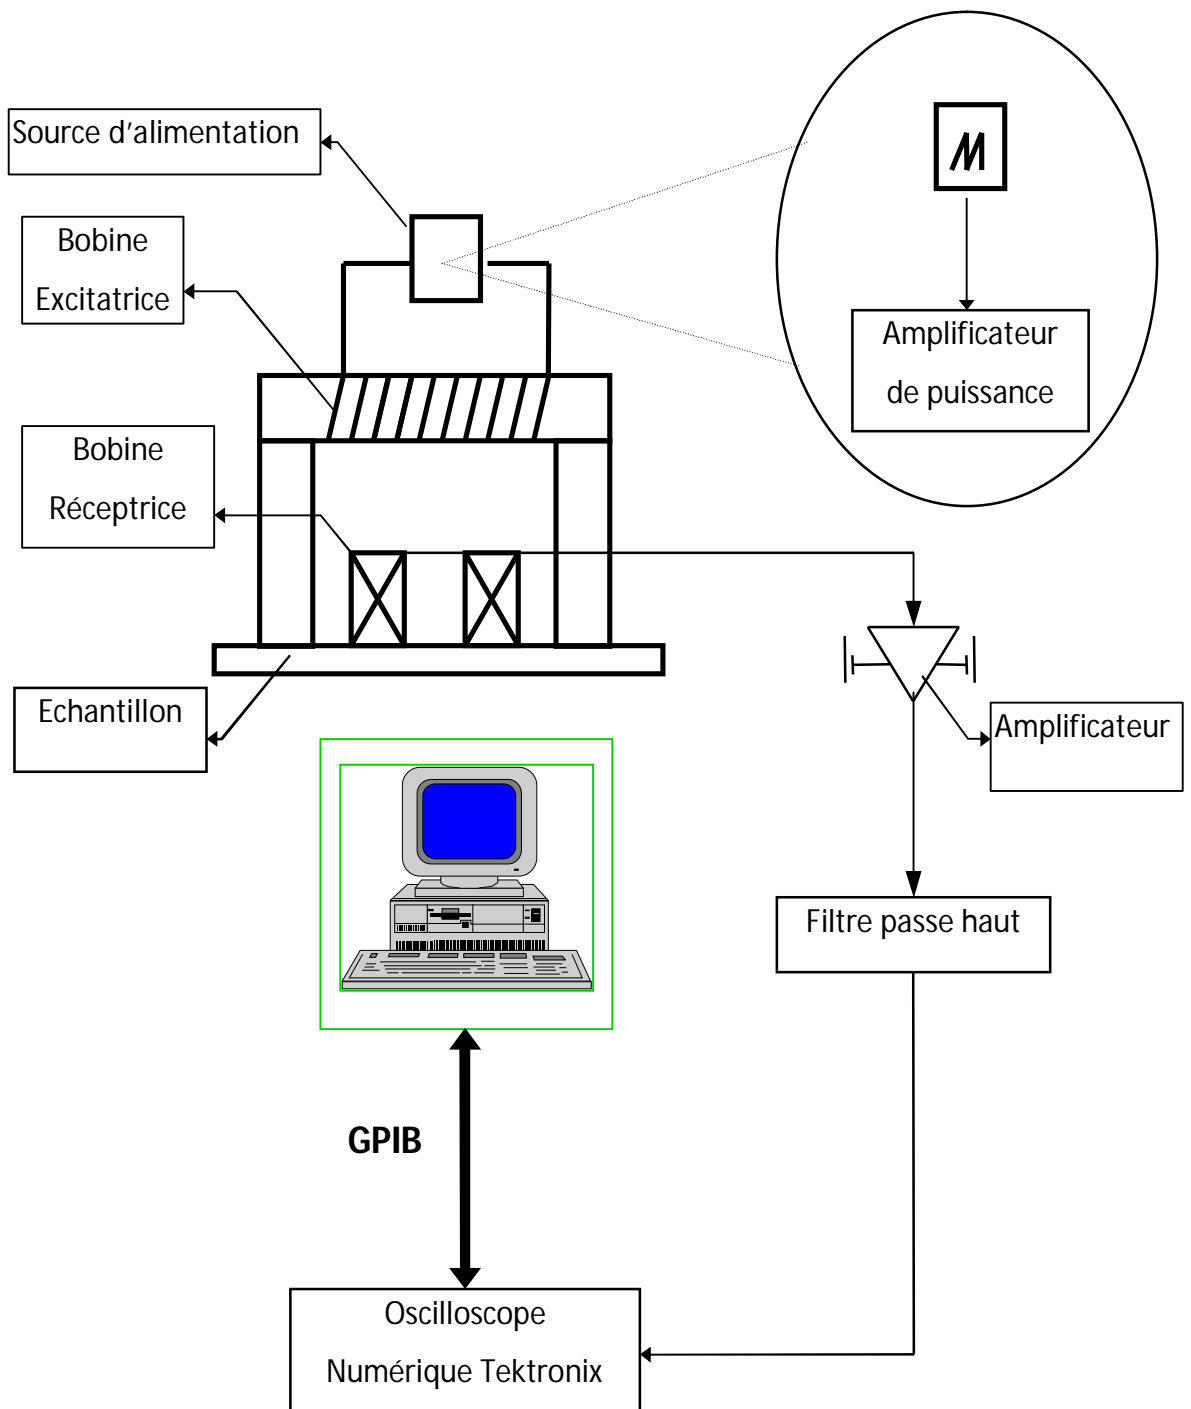 Source d'alimentation
Bobine
Excitatrice
Amplificateur
de puissance
Bobine
Réceptrice
Echantillon
Amplificateur
Filtre passe haut
GPIB
Oscilloscope
Numérique Tektronix